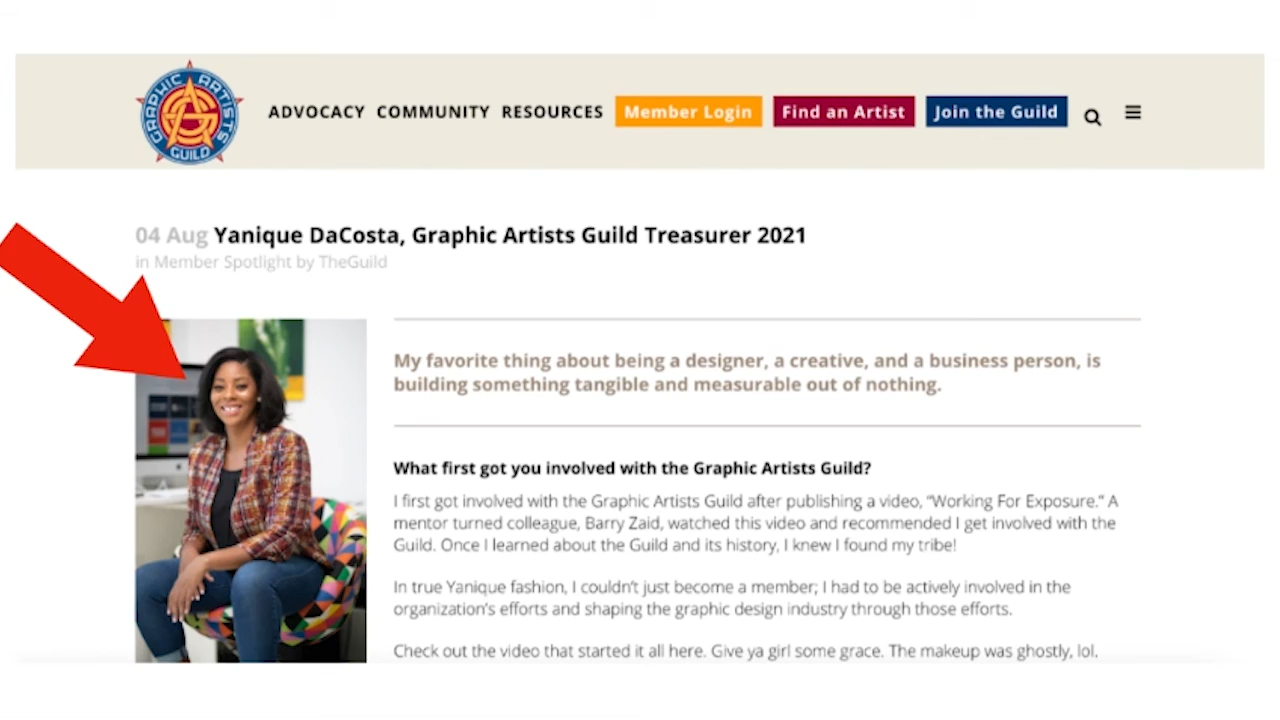 GRAPHIC ARTISTS GUILD
ADVOCACY COMMUNITY RESOURCES Member Login Find an Artist Join the Guild
04 Aug Yanique DaCosta, Graphic Artists Guild Treasurer 2021
in Member Spotlight by TheGuild
My favorite thing about being a designer, a creative, and a business person, is
building something tangible and measurable out of nothing.
What first got you involved with the Graphic Artists Guild?
I first got involved with the Graphic Artists Guild after publishing a video, “Working For Exposure.” A
mentor turned colleague, Barry Zaid, watched this video and recommended I get involved with the
Guild. Once I learned about the Guild and its history, I knew I found my tribe!
In true Yanique fashion, I couldn’t just become a member; I had to be actively involved in the
organization’s efforts and shaping the graphic design industry through those efforts.
Check out the video that started it all here. Give ya girl some grace. The makeup was ghostly, lol.